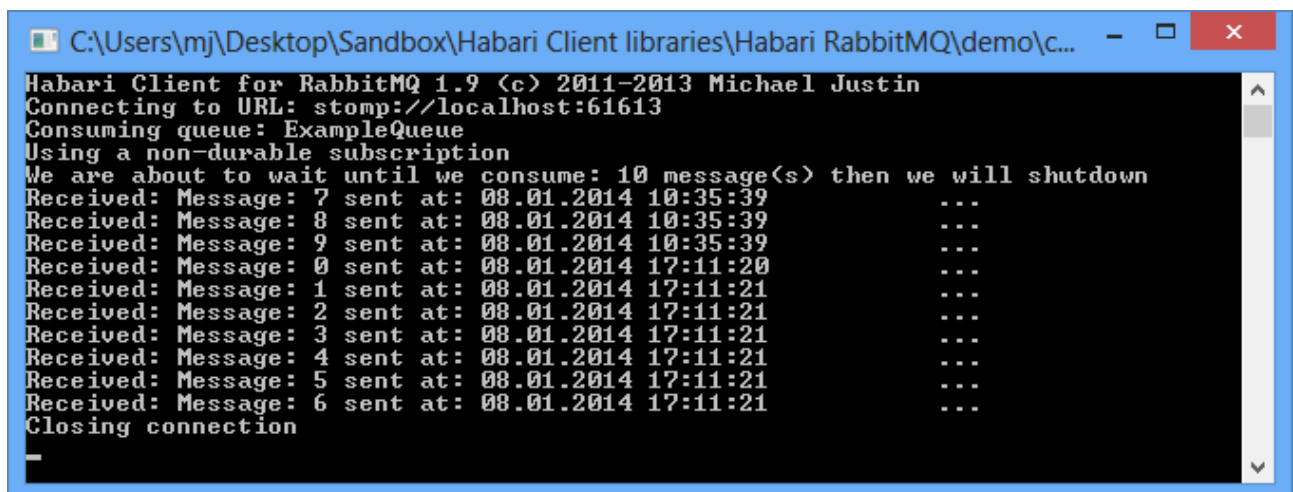 C:\Users\mj\Desktop\Sandbox\Habari Client libraries\Habari RabbitMQ\demo\c...
Habari Client for RabbitMQ 1.9 (c) 2011-2013 Michael Justin
Connecting to URL: stomp://localhost:61613
Consuming queue: ExampleQueue
Using a non-durable subscription
We are about to wait until we consume: 10 message(s) then we will shutdown
Received: Message: 7 sent at: 08.01.2014 10:35:39 ...
Received: Message: 8 sent at: 08.01.2014 10:35:39 ...
Received: Message: 9 sent at: 08.01.2014 10:35:39 ...
Received: Message: 0 sent at: 08.01.2014 17:11:20 ...
Received: Message: 1 sent at: 08.01.2014 17:11:21 ...
Received: Message: 2 sent at: 08.01.2014 17:11:21 ...
Received: Message: 3 sent at: 08.01.2014 17:11:21 ...
Received: Message: 4 sent at: 08.01.2014 17:11:21 ...
Received: Message: 5 sent at: 08.01.2014 17:11:21 ...
Received: Message: 6 sent at: 08.01.2014 17:11:21 ...
Closing connection